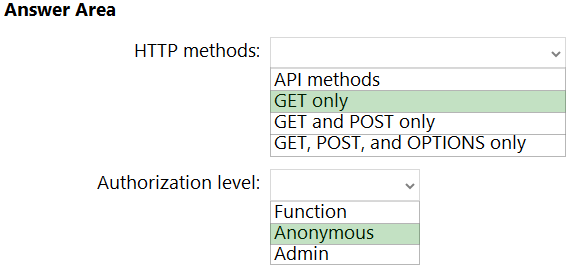 Answer Area
HTTP methods:
API methods
GET only
GET and POST only
GET, POST, and OPTIONS only
Authorization level:
Function
Anonymous
Admin